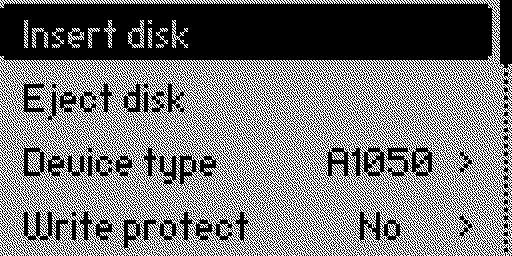 Insert disk
Eject disk
Device type A1050 >
Write protect No >